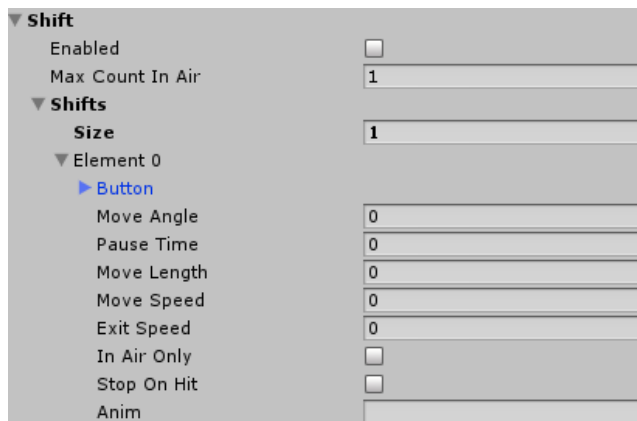 Shift
Enabled
Max Count In Air 1
Shifts
Size 1
Element 0
Button
Move Angle 0
Pause Time 0
Move Length 0
Move Speed 0
Exit Speed 0
In Air Only
Stop On Hit
Anim